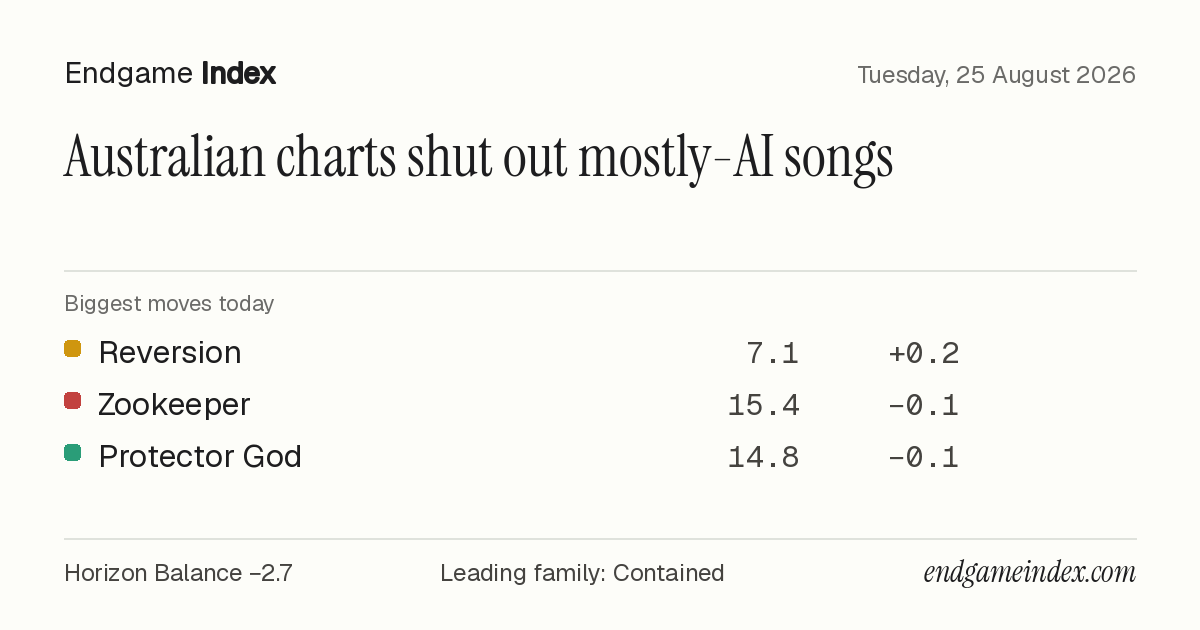 Endgame Index
Tuesday, 25 August 2026
Australian charts shut out mostly-AI songs
Biggest moves today
Reversion 7.1 +0.2
Zookeeper 15.4 −0.1
Protector God 14.8 −0.1
Horizon Balance −2.7
Leading family: Contained
endgameindex.com